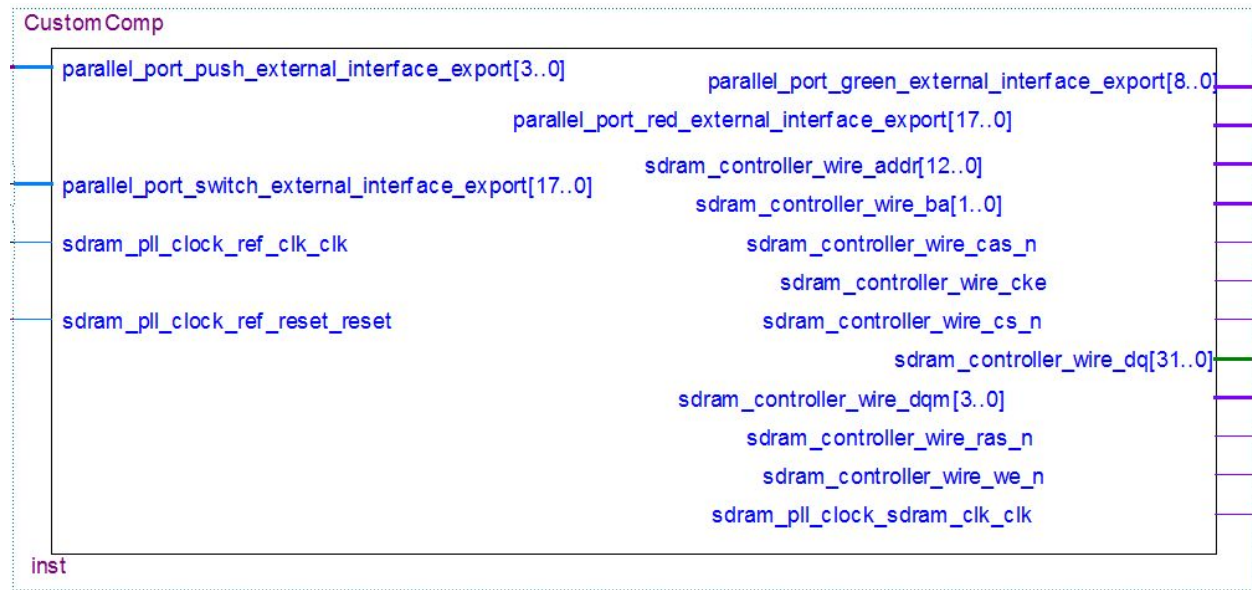 CustomComp
parallel_port_push_external_interface_export[3..0]
parallel_port_green_external_interface_export[8..0]
parallel_port_red_external_interface_export[17..0]
sdram_controller_wire_addr[12..0]
parallel_port_switch_external_interface_export[17..0]
sdram_controller_wire_ba[1..0]
sdram_pll_clock_ref_clk_clk
sdram_controller_wire_cas_n
sdram_controller_wire_cke
sdram_pll_clock_ref_reset_reset
sdram_controller_wire_cs_n
sdram_controller_wire_dq[31..0]
sdram_controller_wire_dqm[3..0]
sdram_controller_wire_ras_n
sdram_controller_wire_we_n
sdram_pll_clock_sdram_clk_clk
inst